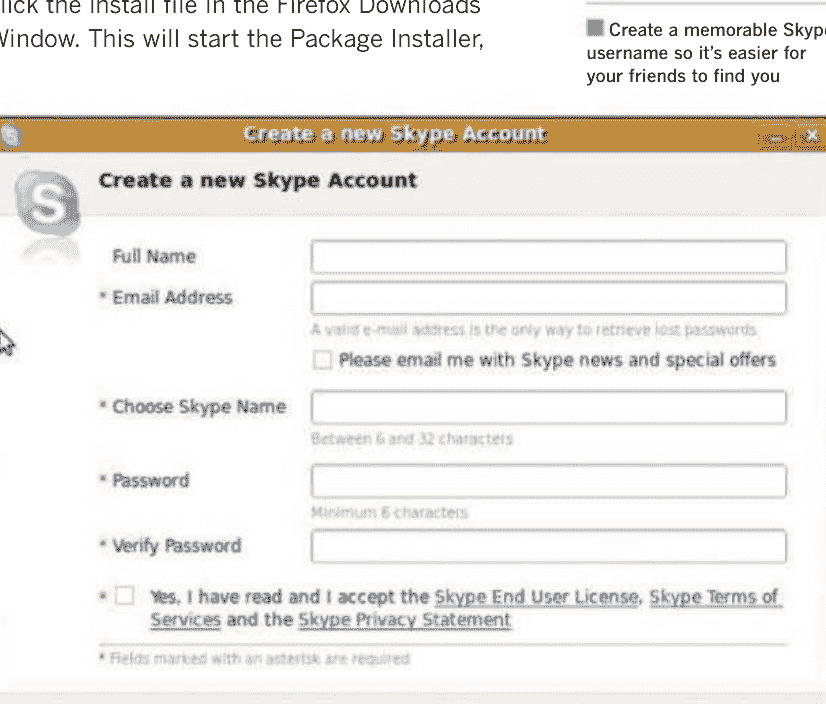 lick the install file in the Firefox Downloads
Window. This will start the Package Installer,
Create a memorable Skype
username so it's easier for
your friends to find you
Create a new Skype Account
Create a new Skype Account
Full Name
* Email Address
A valid e-mail address is the only way to retrieve lost passwords.
Please email me with Skype news and special offers
* Choose Skype Name
Between 6 and 32 characters
* Password
Minimum 6 characters
* Verify Password
* Yes, I have read and I accept the Skype End User License, Skype Terms of
Services and the Skype Privacy Statement
* Fields marked with an asterisk are required